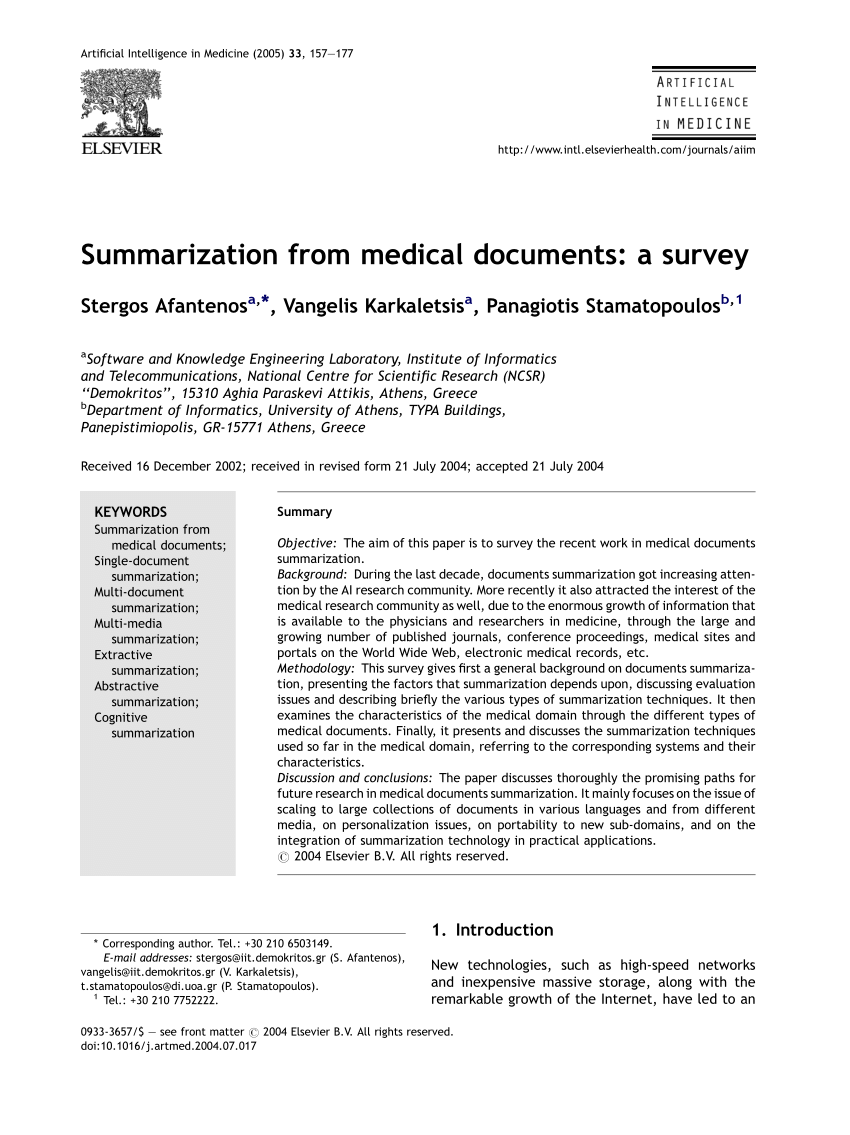 Artificial Intelligence in Medicine (2005) 33, 157—177
ELSEVIER
ARTIFICIAL
INTELLIGENCE
IN MEDICINE
http://www.intl.elsevierhealth.com/journals/aiim
Summarization from medical documents: a survey
Stergos Afantenosa,*, Vangelis Karkaletsisa, Panagiotis Stamatopoulosb,1
aSoftware and Knowledge Engineering Laboratory, Institute of Informatics
and Telecommunications, National Centre for Scientific Research (NCSR)
‘‘Demokritos’’, 15310 Aghia Paraskevi Attikis, Athens, Greece
bDepartment of Informatics, University of Athens, TYPA Buildings,
Panepistimiopolis, GR-15771 Athens, Greece
Received 16 December 2002; received in revised form 21 July 2004; accepted 21 July 2004
KEYWORDS
Summarization from
medical documents;
Single-document
summarization;
Multi-document
summarization;
Multi-media
summarization;
Extractive
summarization;
Abstractive
summarization;
Cognitive
summarization
Summary
Objective: The aim of this paper is to survey the recent work in medical documents
summarization.
Background: During the last decade, documents summarization got increasing atten-
tion by the AI research community. More recently it also attracted the interest of the
medical research community as well, due to the enormous growth of information that
is available to the physicians and researchers in medicine, through the large and
growing number of published journals, conference proceedings, medical sites and
portals on the World Wide Web, electronic medical records, etc.
Methodology: This survey gives first a general background on documents summariza-
tion, presenting the factors that summarization depends upon, discussing evaluation
issues and describing briefly the various types of summarization techniques. It then
examines the characteristics of the medical domain through the different types of
medical documents. Finally, it presents and discusses the summarization techniques
used so far in the medical domain, referring to the corresponding systems and their
characteristics.
Discussion and conclusions: The paper discusses thoroughly the promising paths for
future research in medical documents summarization. It mainly focuses on the issue of
scaling to large collections of documents in various languages and from different
media, on personalization issues, on portability to new sub-domains, and on the
integration of summarization technology in practical applications.
© 2004 Elsevier B.V. All rights reserved.
* Corresponding author. Tel.: +30 210 6503149.
E-mail addresses: stergos@iit.demokritos.gr (S. Afantenos),
vangelis@iit.demokritos.gr (V. Karkaletsis),
t.stamatopoulos@di.uoa.gr (P. Stamatopoulos).
1 Tel.: +30 210 7752222.
1. Introduction
New technologies, such as high-speed networks
and inexpensive massive storage, along with the
remarkable growth of the Internet, have led to an
0933-3657/$ — see front matter © 2004 Elsevier B.V. All rights reserved.
doi:10.1016/j.artmed.2004.07.017